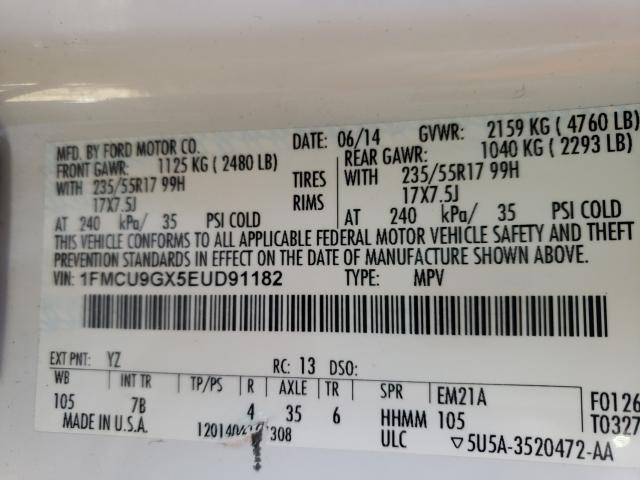 MFD. BY FORD MOTOR CO. DATE: 06/14 GVWR: 2159 KG ( 4760 LB)
FRONT GAWR: 1125 KG ( 2480 LB) REAR GAWR: 1040 KG ( 2293 LB)
WITH 235/55R17 99H TIRES WITH 235/55R17 99H
17X7.5J RIMS 17X7.5J
AT 240 kPa/ 35 PSI COLD AT 240 kPa/ 35 PSI COLD
THIS VEHICLE CONFORMS TO ALL APPLICABLE FEDERAL MOTOR VEHICLE SAFETY AND THEFT
PREVENTION STANDARDS IN EFFECT ON THE DATE OF MANUFACTURE SHOWN ABOVE.
VIN: 1FMCU9GX5EUD91182 TYPE: MPV
EXT PNT: YZ RC: 13 DSO:
WB INT TR TP/PS R AXLE TR SPR EM21A F0126
105 7B 4 35 6 HHMM 105 T0327
MADE IN U.S.A. 308 ULC ▽5U5A-3520472-AA